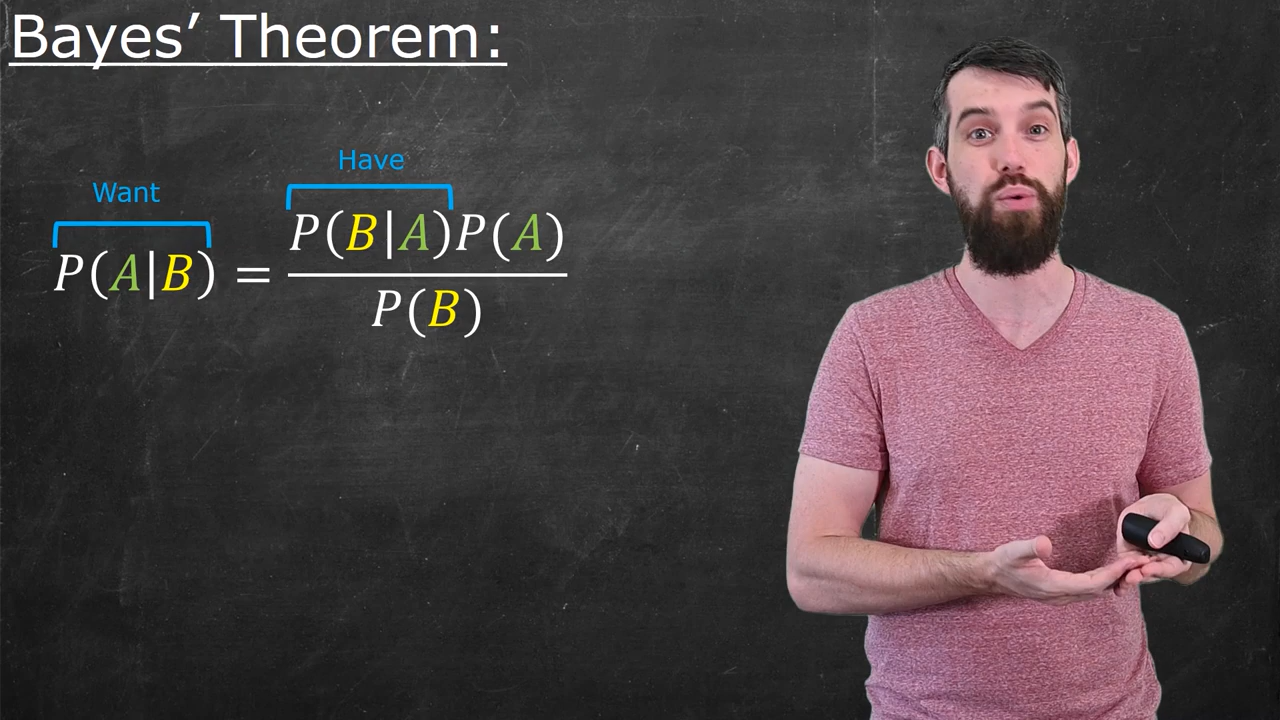 Bayes’ Theorem:
Have
Want
P(B|A)P(A)
P(A|B) =
P(B)